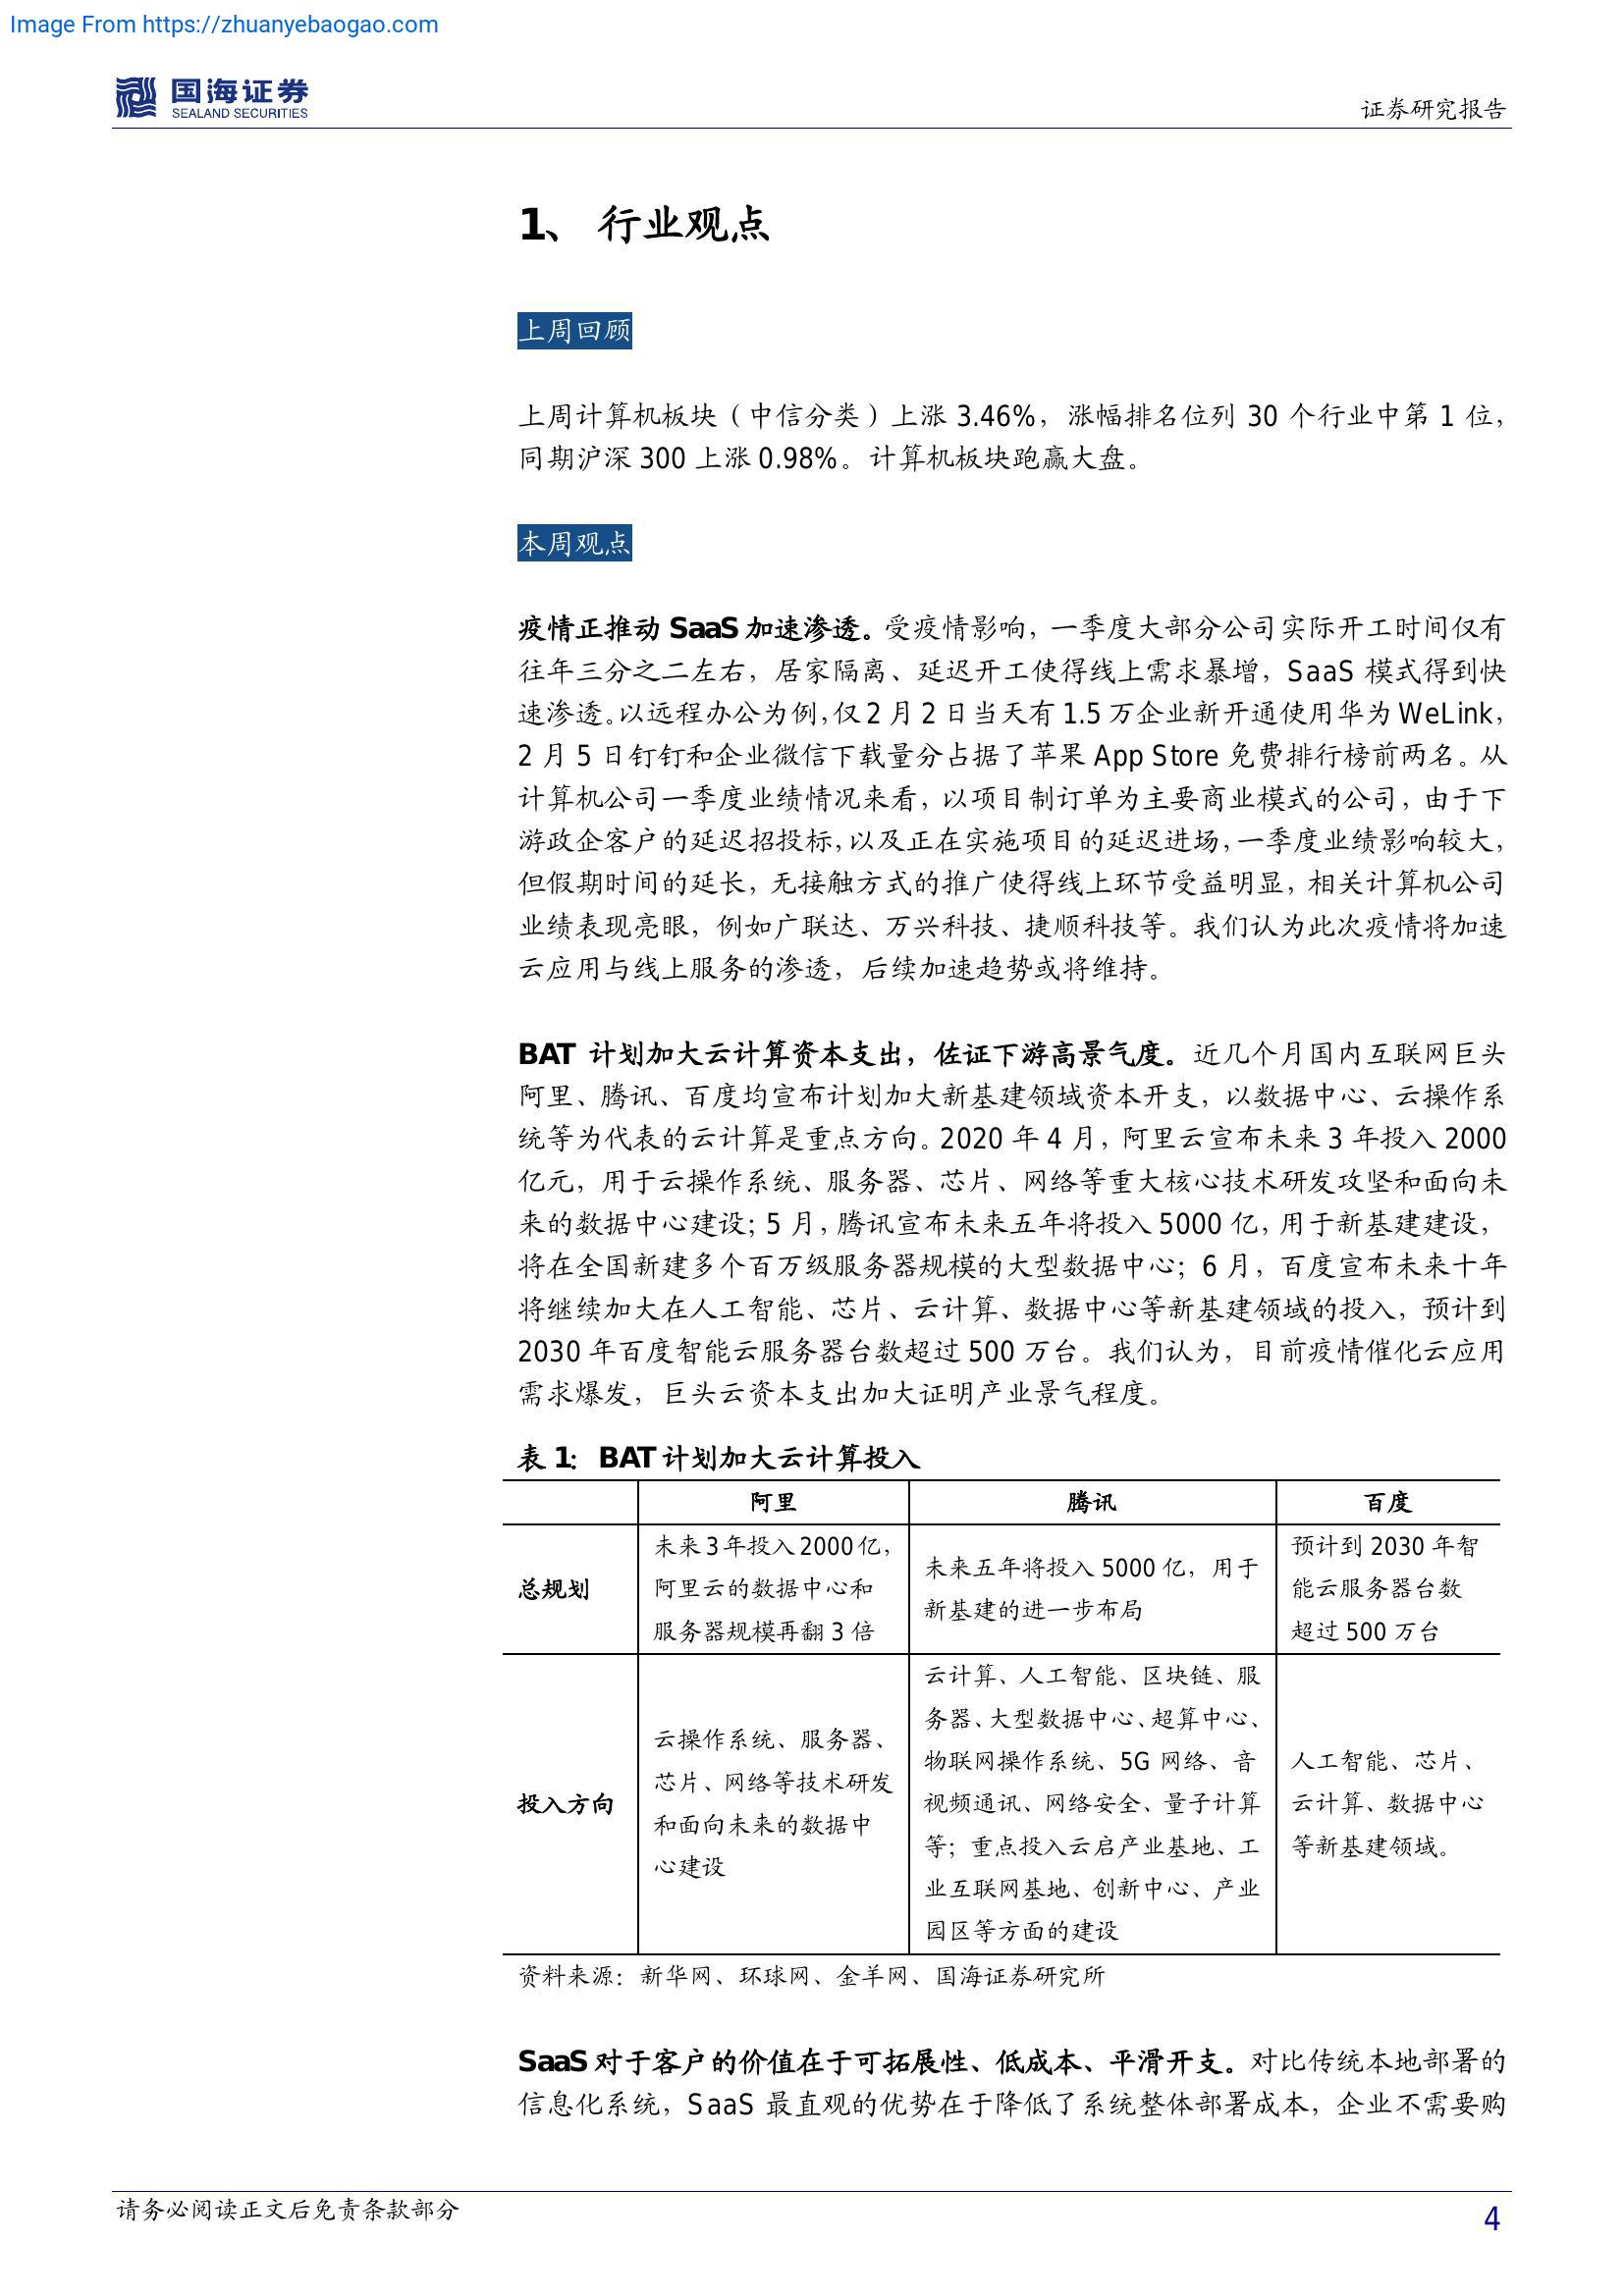 Image From https://zhuanyebaogao.com
国海证券
SEALAND SECURITIES
证券研究报告
1、 行业观点
上周回顾
上周计算机板块（中信分类）上涨 3.46%，涨幅排名位列 30 个行业中第 1 位，
同期沪深 300 上涨 0.98%。计算机板块跑赢大盘。
本周观点
疫情正推动 SaaS 加速渗透。受疫情影响，一季度大部分公司实际开工时间仅有
往年三分之二左右，居家隔离、延迟开工使得线上需求暴增，SaaS 模式得到快
速渗透。以远程办公为例，仅 2 月 2 日当天有 1.5 万企业新开通使用华为 WeLink，
2 月 5 日钉钉和企业微信下载量分占据了苹果 App Store 免费排行榜前两名。从
计算机公司一季度业绩情况来看，以项目制订单为主要商业模式的公司，由于下
游政企客户的延迟招投标，以及正在实施项目的延迟进场，一季度业绩影响较大，
但假期时间的延长，无接触方式的推广使得线上环节受益明显，相关计算机公司
业绩表现亮眼，例如广联达、万兴科技、捷顺科技等。我们认为此次疫情将加速
云应用与线上服务的渗透，后续加速趋势或将维持。
BAT 计划加大云计算资本支出，佐证下游高景气度。近几个月国内互联网巨头
阿里、腾讯、百度均宣布计划加大新基建领域资本开支，以数据中心、云操作系
统等为代表的云计算是重点方向。2020 年 4 月，阿里云宣布未来 3 年投入 2000
亿元，用于云操作系统、服务器、芯片、网络等重大核心技术研发攻坚和面向未
来的数据中心建设；5 月，腾讯宣布未来五年将投入 5000 亿，用于新基建建设，
将在全国新建多个百万级服务器规模的大型数据中心；6 月，百度宣布未来十年
将继续加大在人工智能、芯片、云计算、数据中心等新基建领域的投入，预计到
2030 年百度智能云服务器台数超过 500 万台。我们认为，目前疫情催化云应用
需求爆发，巨头云资本支出加大证明产业景气程度。
表 1： BAT 计划加大云计算投入
阿里 腾讯 百度
总规划
未来 3 年投入 2000 亿，
阿里云的数据中心和
服务器规模再翻 3 倍
未来五年将投入 5000 亿，用于
新基建的进一步布局
预计到 2030 年智
能云服务器台数
超过 500 万台
投入方向
云操作系统、服务器、
芯片、网络等技术研发
和面向未来的数据中
心建设
云计算、人工智能、区块链、服
务器、大型数据中心、超算中心、
物联网操作系统、5G 网络、音
视频通讯、网络安全、量子计算
等；重点投入云启产业基地、工
业互联网基地、创新中心、产业
园区等方面的建设
人工智能、芯片、
云计算、数据中心
等新基建领域。
资料来源：新华网、环球网、金羊网、国海证券研究所
SaaS 对于客户的价值在于可拓展性、低成本、平滑开支。对比传统本地部署的
信息化系统，SaaS 最直观的优势在于降低了系统整体部署成本，企业不需要购
请务必阅读正文后免责条款部分
4